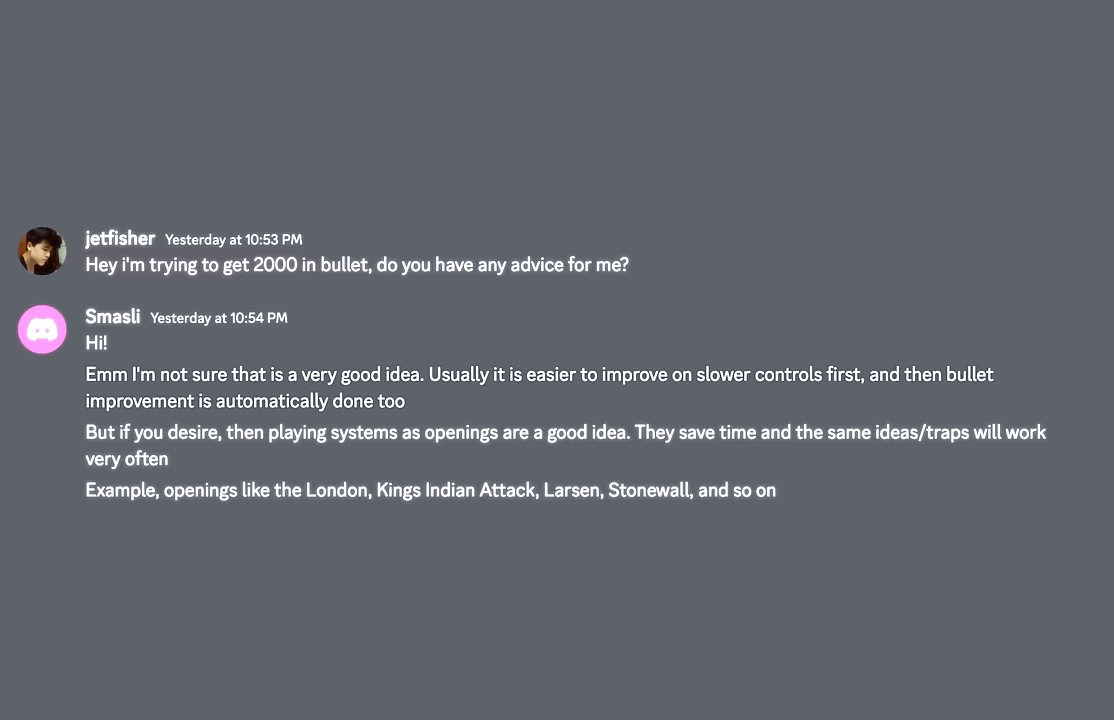 jetfisher Yesterday at 10:53 PM
Hey i'm trying to get 2000 in bullet, do you have any advice for me?
Smasli Yesterday at 10:54 PM
Hi!
Emm I'm not sure that is a very good idea. Usually it is easier to improve on slower controls first, and then bullet
improvement is automatically done too
But if you desire, then playing systems as openings are a good idea. They save time and the same ideas/traps will work
very often
Example, openings like the London, Kings Indian Attack, Larsen, Stonewall, and so on